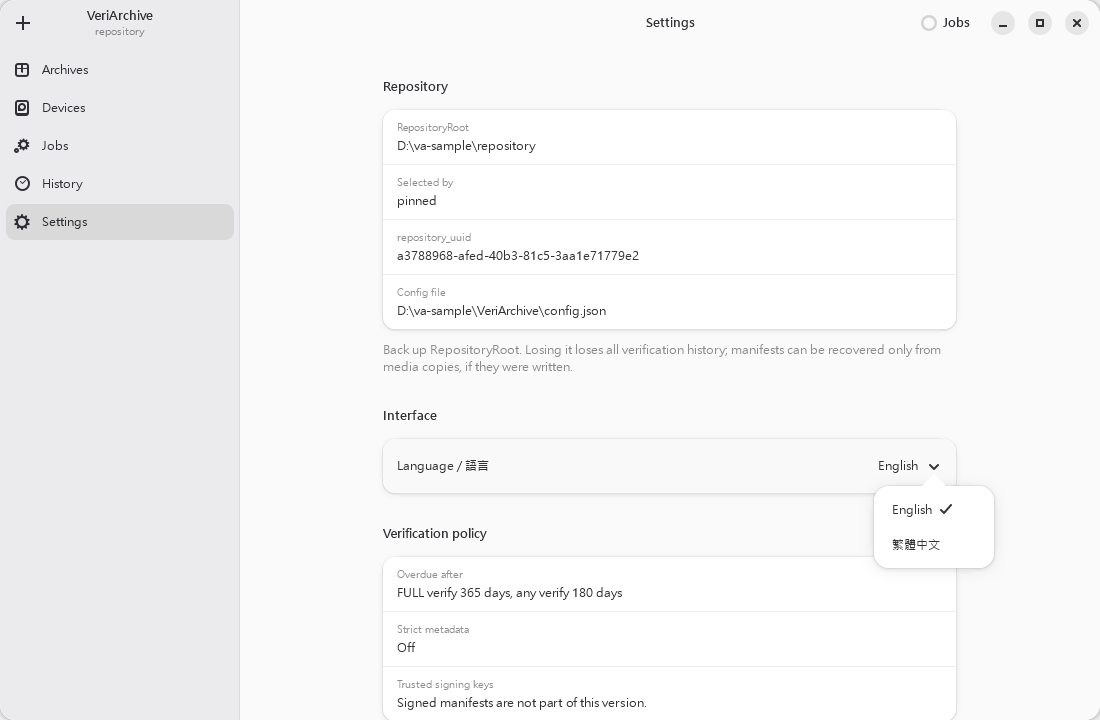 VeriArchive
repository
Archives
Devices
Jobs
History
Settings
Settings
Jobs
Repository
RepositoryRoot
D:\va-sample\repository
Selected by
pinned
repository_uuid
a3788968-afed-40b3-81c5-3aa1e71779e2
Config file
D:\va-sample\VeriArchive\config.json
Back up RepositoryRoot. Losing it loses all verification history; manifests can be recovered only from
media copies, if they were written.
Interface
Language / 語言
English
English
繁體中文
Verification policy
Overdue after
FULL verify 365 days, any verify 180 days
Strict metadata
Off
Trusted signing keys
Signed manifests are not part of this version.